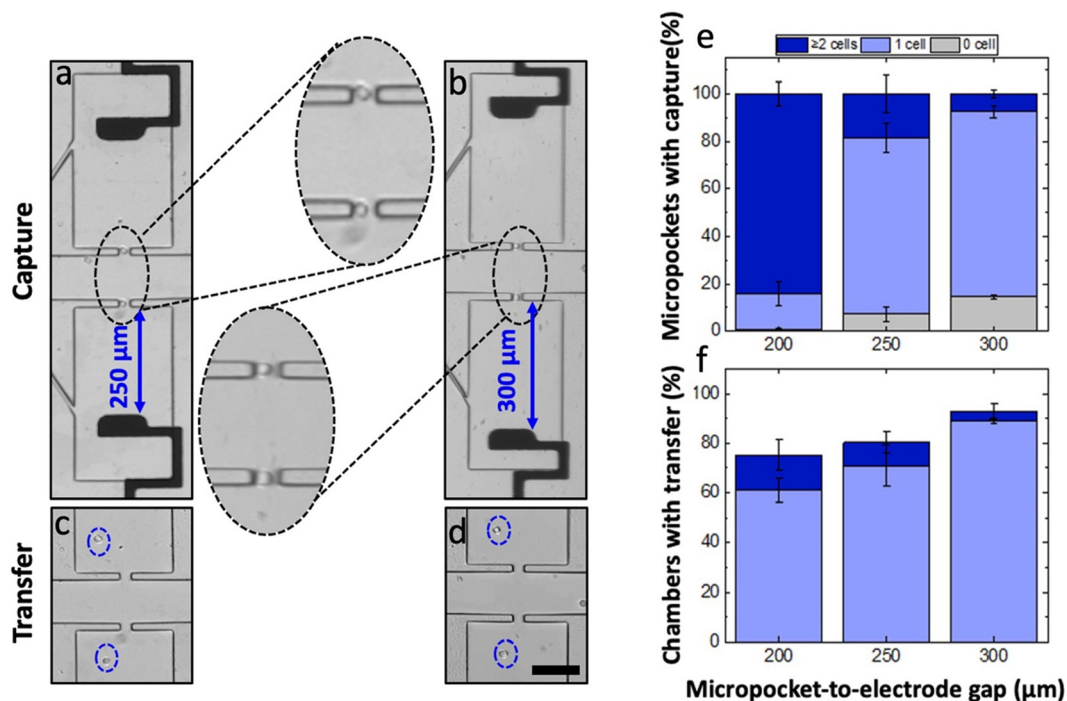 a
b
Capture
250 µm
300 µm
c
d
Transfer
e
≥2 cells 1 cell 0 cell
Micropockets with capture(%)
100
80
60
40
20
0
200 250 300
f
Chambers with transfer (%)
100
80
60
40
20
0
200 250 300
Micropocket-to-electrode gap (µm)